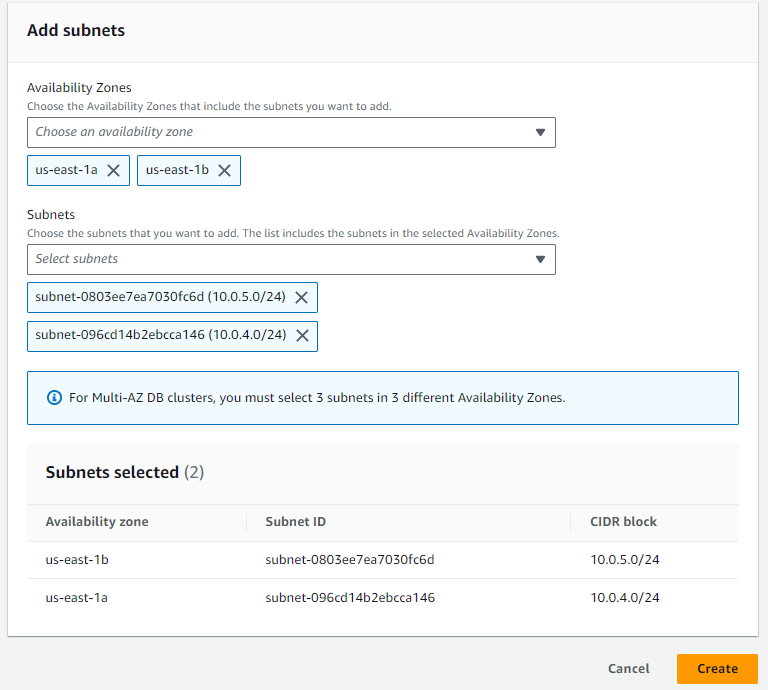 Add subnets
Availability Zones
Choose the Availability Zones that include the subnets you want to add.
Choose an availability zone
us-east-1a us-east-1b
Subnets
Choose the subnets that you want to add. The list includes the subnets in the selected Availability Zones.
Select subnets
subnet-0803ee7ea7030fc6d (10.0.5.0/24)
subnet-096cd14b2ebcca146 (10.0.4.0/24)
For Multi-AZ DB clusters, you must select 3 subnets in 3 different Availability Zones.
Subnets selected (2)
Availability zone Subnet ID CIDR block
us-east-1b subnet-0803ee7ea7030fc6d 10.0.5.0/24
us-east-1a subnet-096cd14b2ebcca146 10.0.4.0/24
Cancel Create